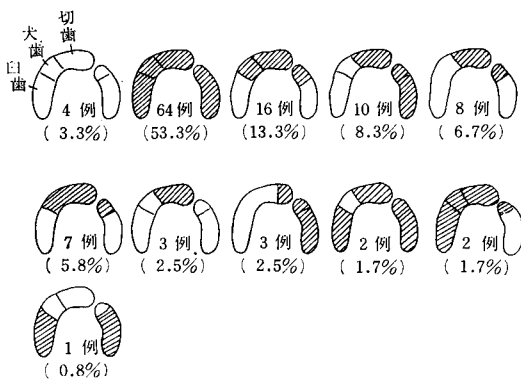 切歯
犬歯
臼歯
4 例
64 例
16 例
10 例
8 例
( 3.3%)
(53.3%)
(13.3%)
( 8.3%)
( 6.7%)
7 例
3 例
3 例
2 例
2 例
( 5.8%)
( 2.5%)
( 2.5%)
( 1.7%)
( 1.7%)
1 例
( 0.8%)